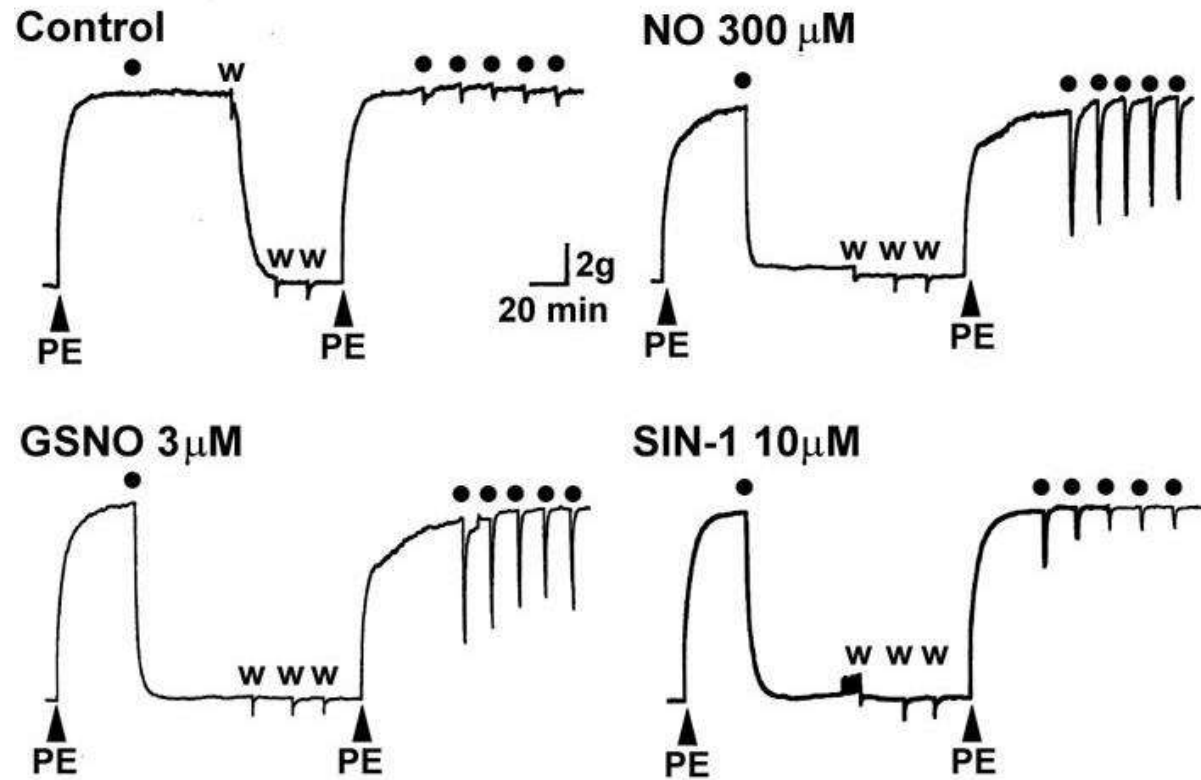 Control
W
W W
PE
PE
2g
20 min
NO 300 μM
W W W
PE
PE
GSNO 3μM
W W W
PE
PE
SIN-1 10μM
W W W
PE
PE